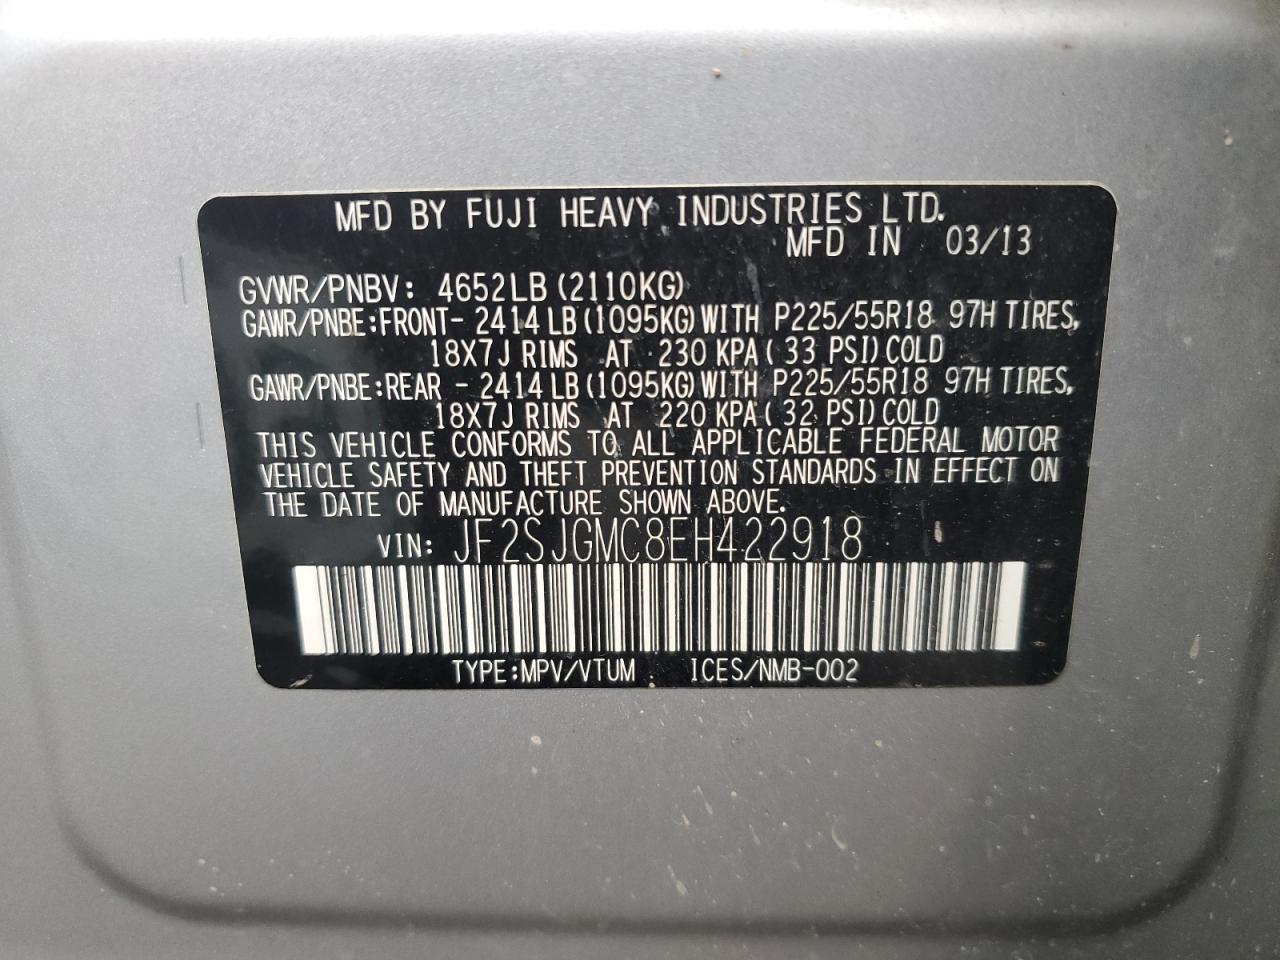 MFD BY FUJI HEAVY INDUSTRIES LTD.
MFD IN 03/13
GVWR/PNBV: 4652LB (2110KG)
GAWR/PNBE:FRONT- 2414LB (1095KG) WITH P225/55R18 97H TIRES,
18X7J RIMS AT 230 KPA ( 33 PSI) COLD
GAWR/PNBE:REAR - 2414LB (1095KG) WITH P225/55R18 97H TIRES,
18X7J RIMS AT 220 KPA ( 32 PSI) COLD
THIS VEHICLE CONFORMS TO ALL APPLICABLE FEDERAL MOTOR
VEHICLE SAFETY AND THEFT PREVENTION STANDARDS IN EFFECT ON
THE DATE OF MANUFACTURE SHOWN ABOVE.
VIN: JF2SJGMC8EH422918
TYPE:MPV/VTUM ICES/NMB-002